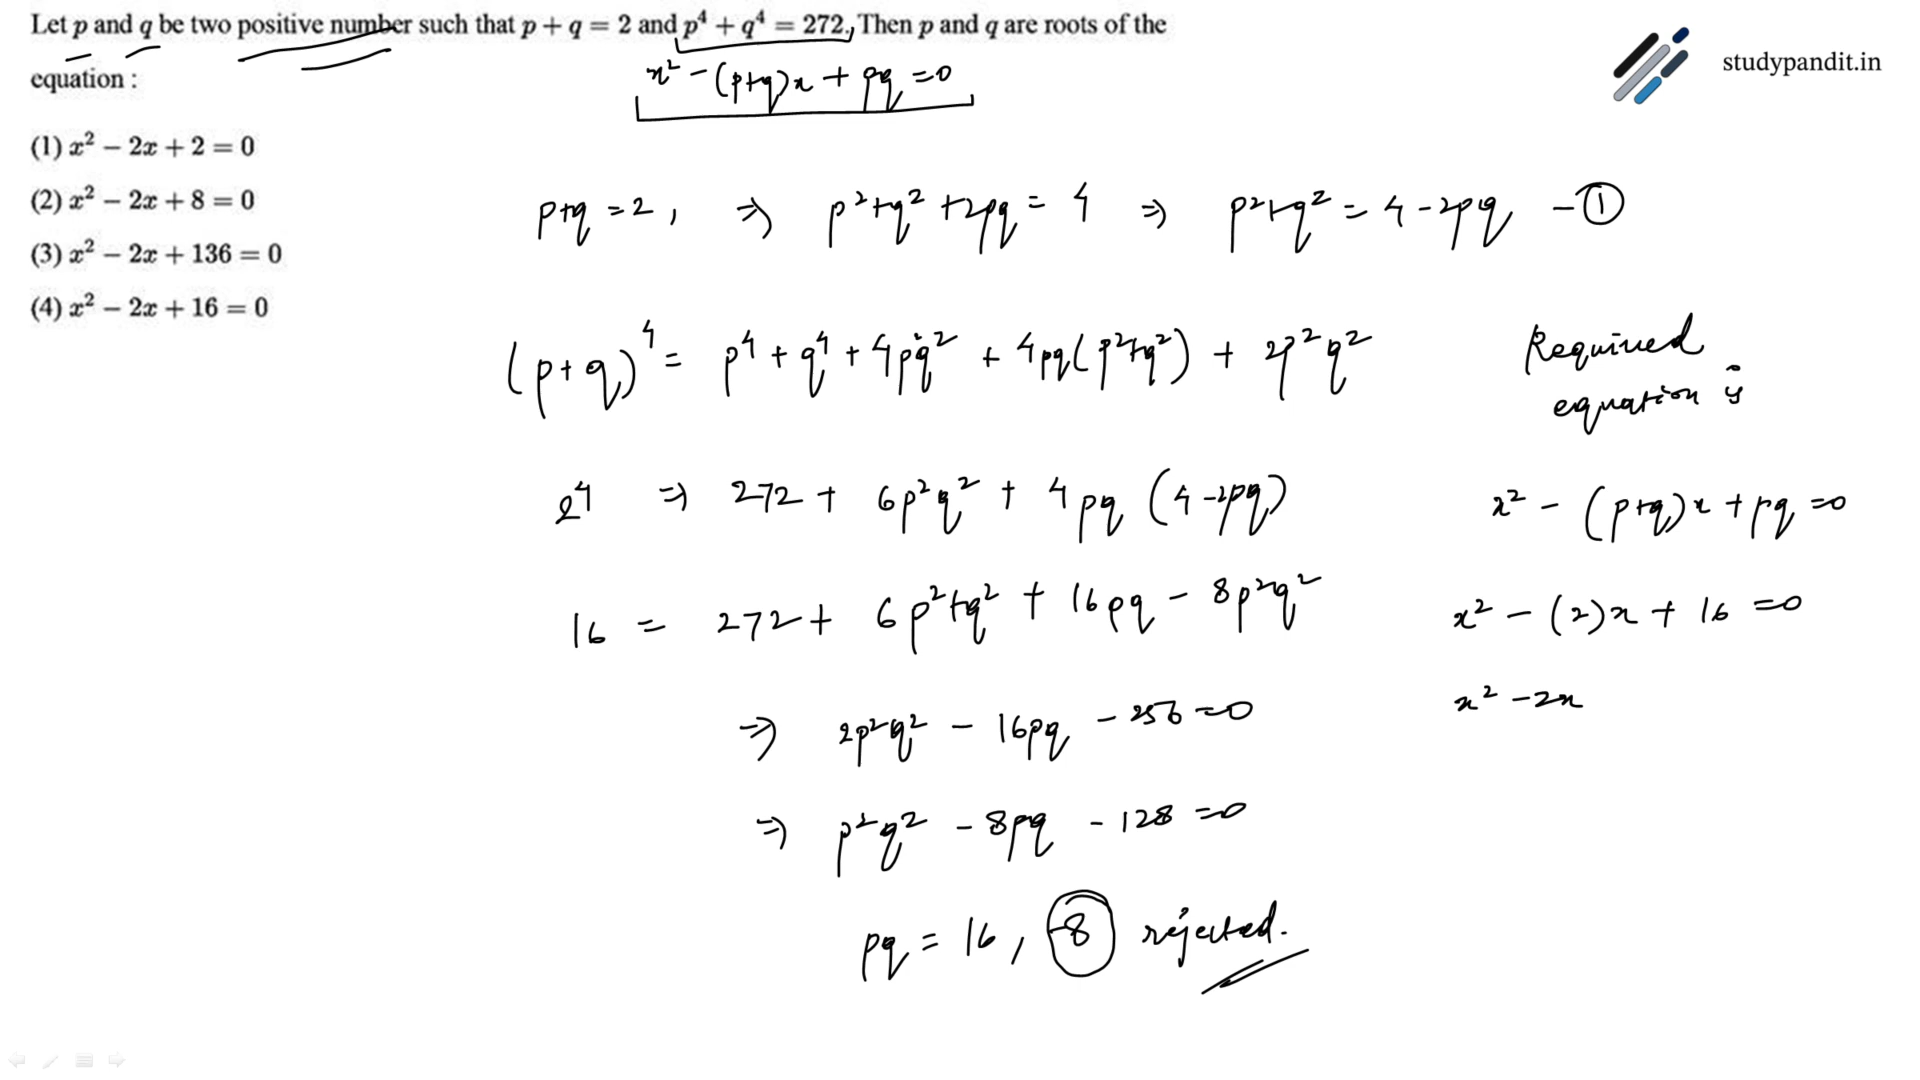 Let p and q be two positive number such that p + q = 2 and p⁴ + q⁴ = 272., Then p and q are roots of the
equation :
x² - (p+q)x + pq = 0
studypandit.in
(1) x² − 2x + 2 = 0
(2) x² − 2x + 8 = 0
(3) x² − 2x + 136 = 0
(4) x² − 2x + 16 = 0
p+q = 2, ⇒ p²+q² + 2pq = 4 ⇒ p²+q² = 4 - 2pq - ①
(p+q)⁴ = p⁴ + q⁴ + 4p²q² + 4pq(p²+q²) + 2p²q²
2⁴ ⇒ 272 + 6p²q² + 4pq (4-2pq)
16 = 272 + 6p²+q² + 16pq - 8p²q²
⇒ 2p²q² - 16pq - 256 = 0
⇒ p²q² - 8pq - 128 = 0
pq = 16, -8 rejected.
Required
equation is
x² - (p+q)x + pq = 0
x² - (2)x + 16 = 0
x² - 2x